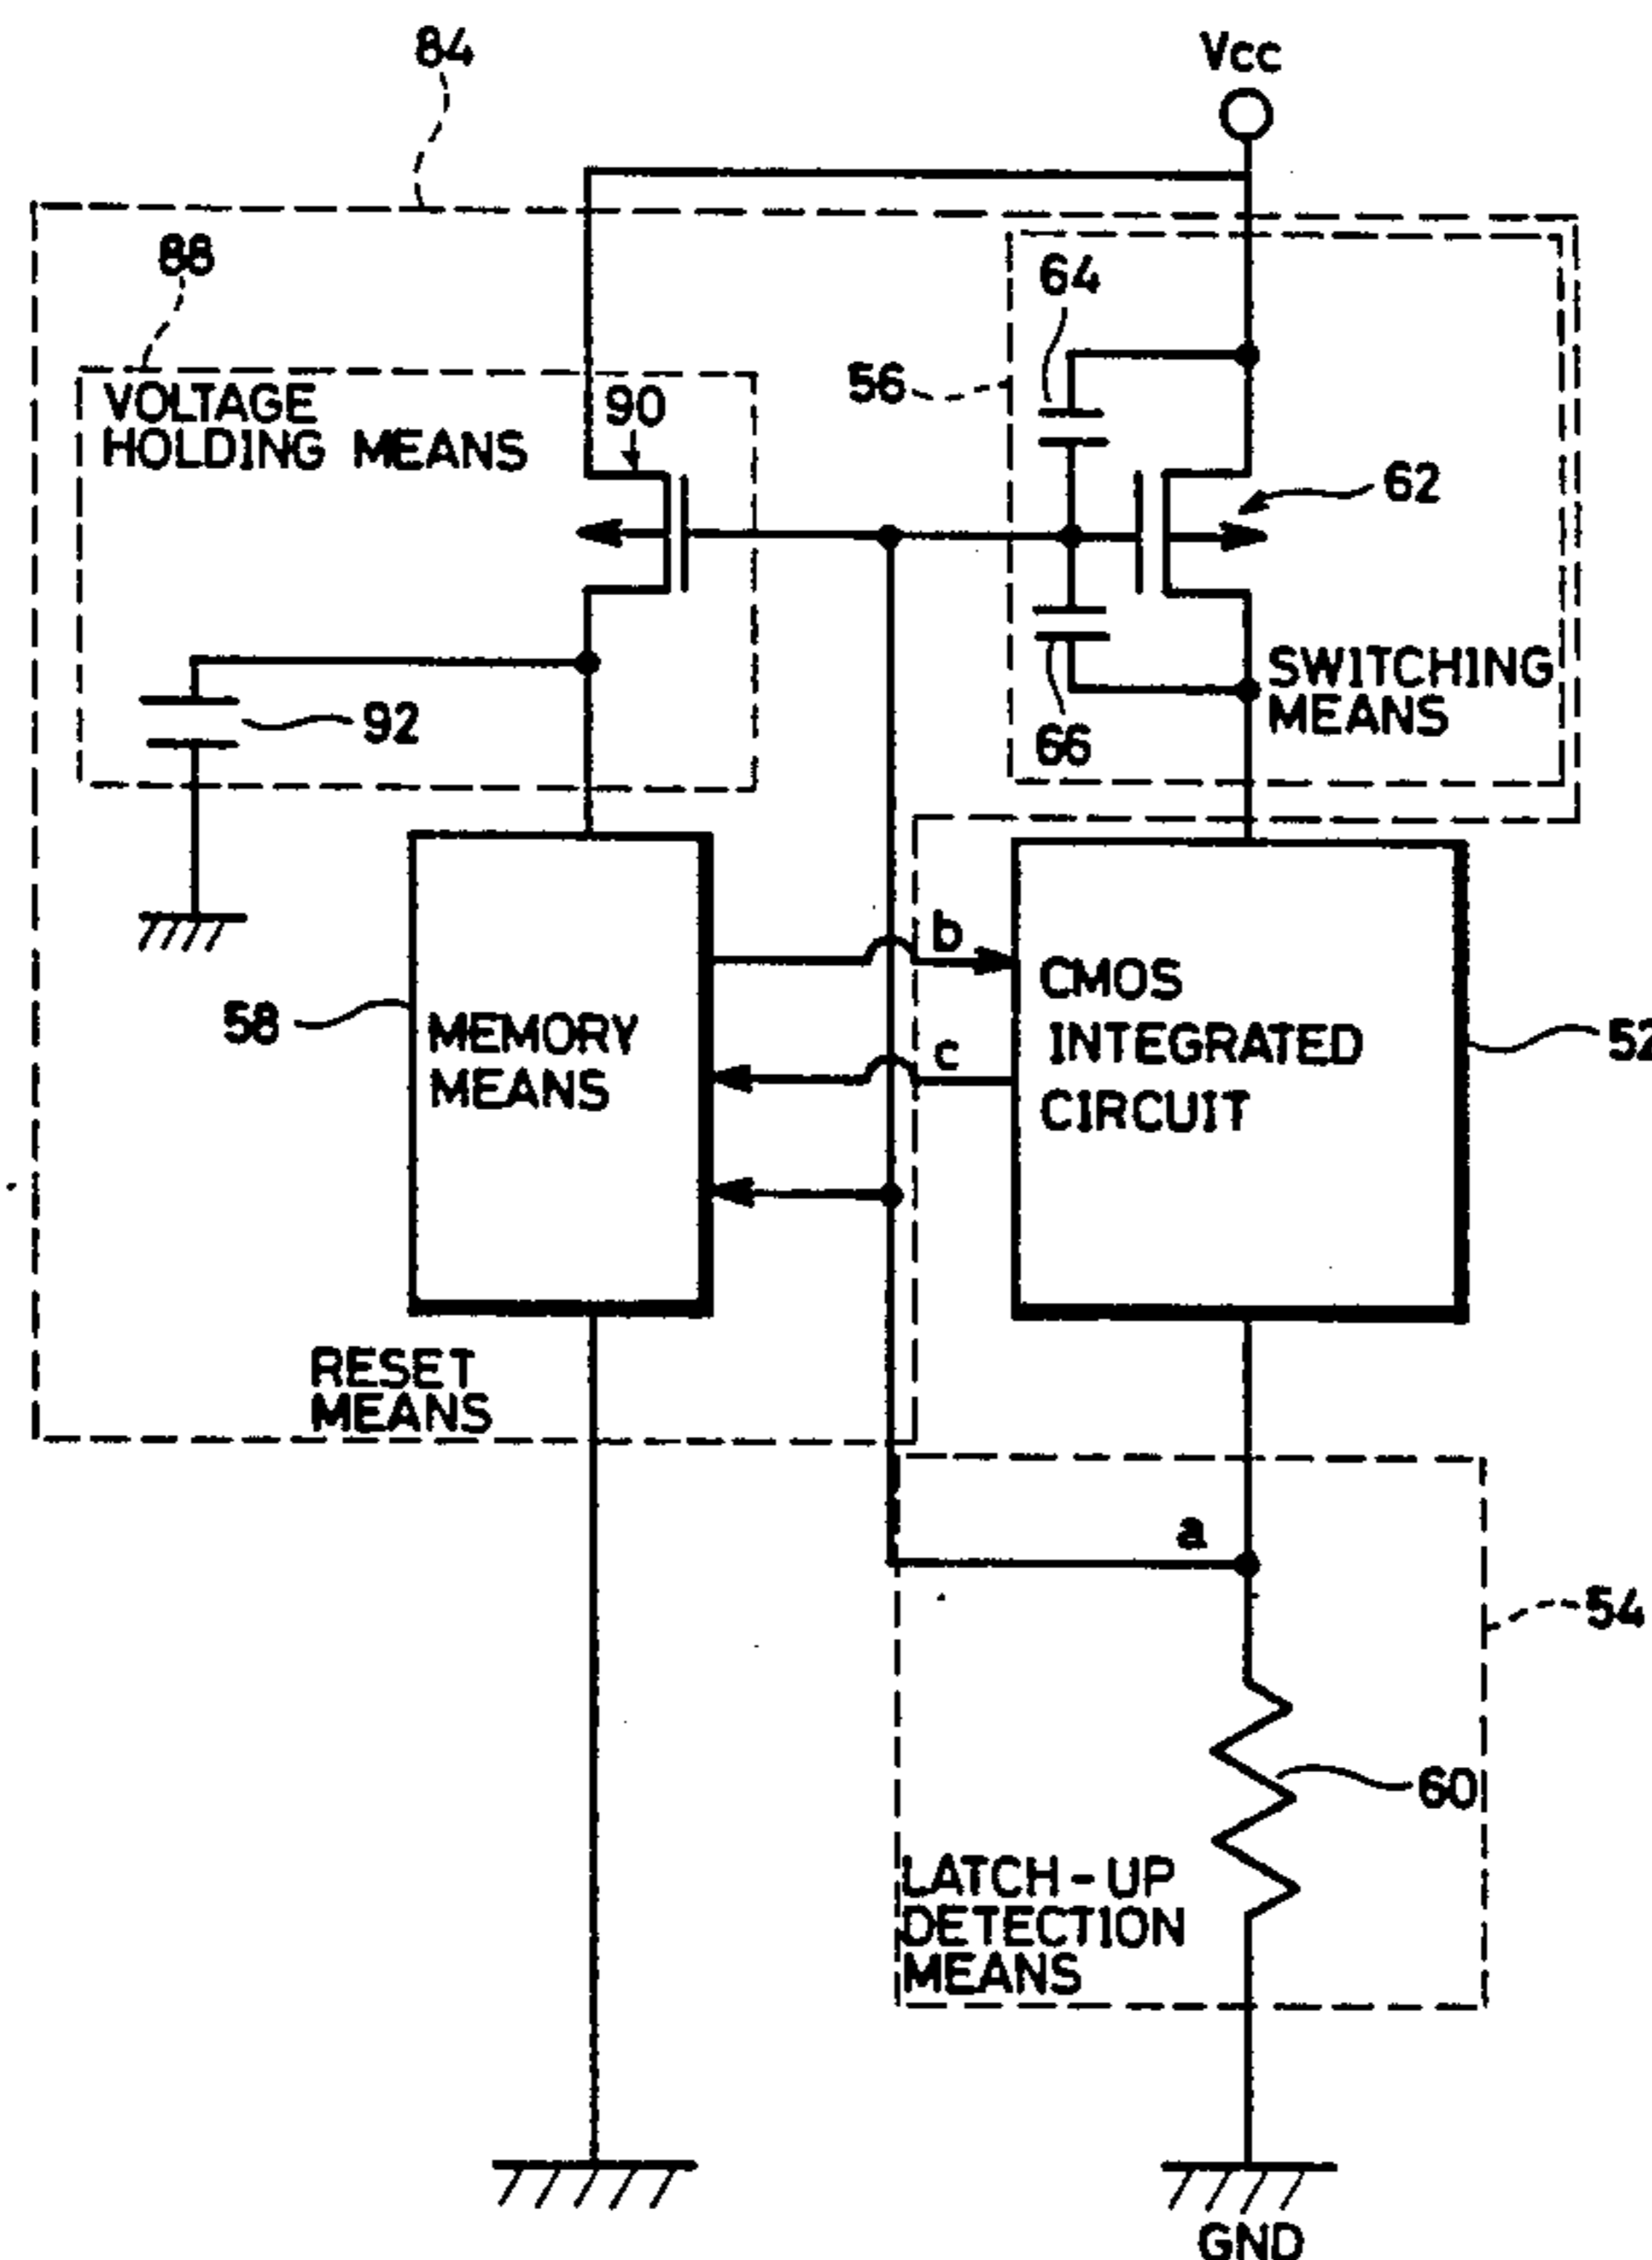 84
Vcc
88
64
56
VOLTAGE
HOLDING MEANS
90
62
92
66
SWITCHING
MEANS
b
58
MEMORY
MEANS
c
CMOS
INTEGRATED
CIRCUIT
52
RESET
MEANS
a
54
60
LATCH-UP
DETECTION
MEANS
GND